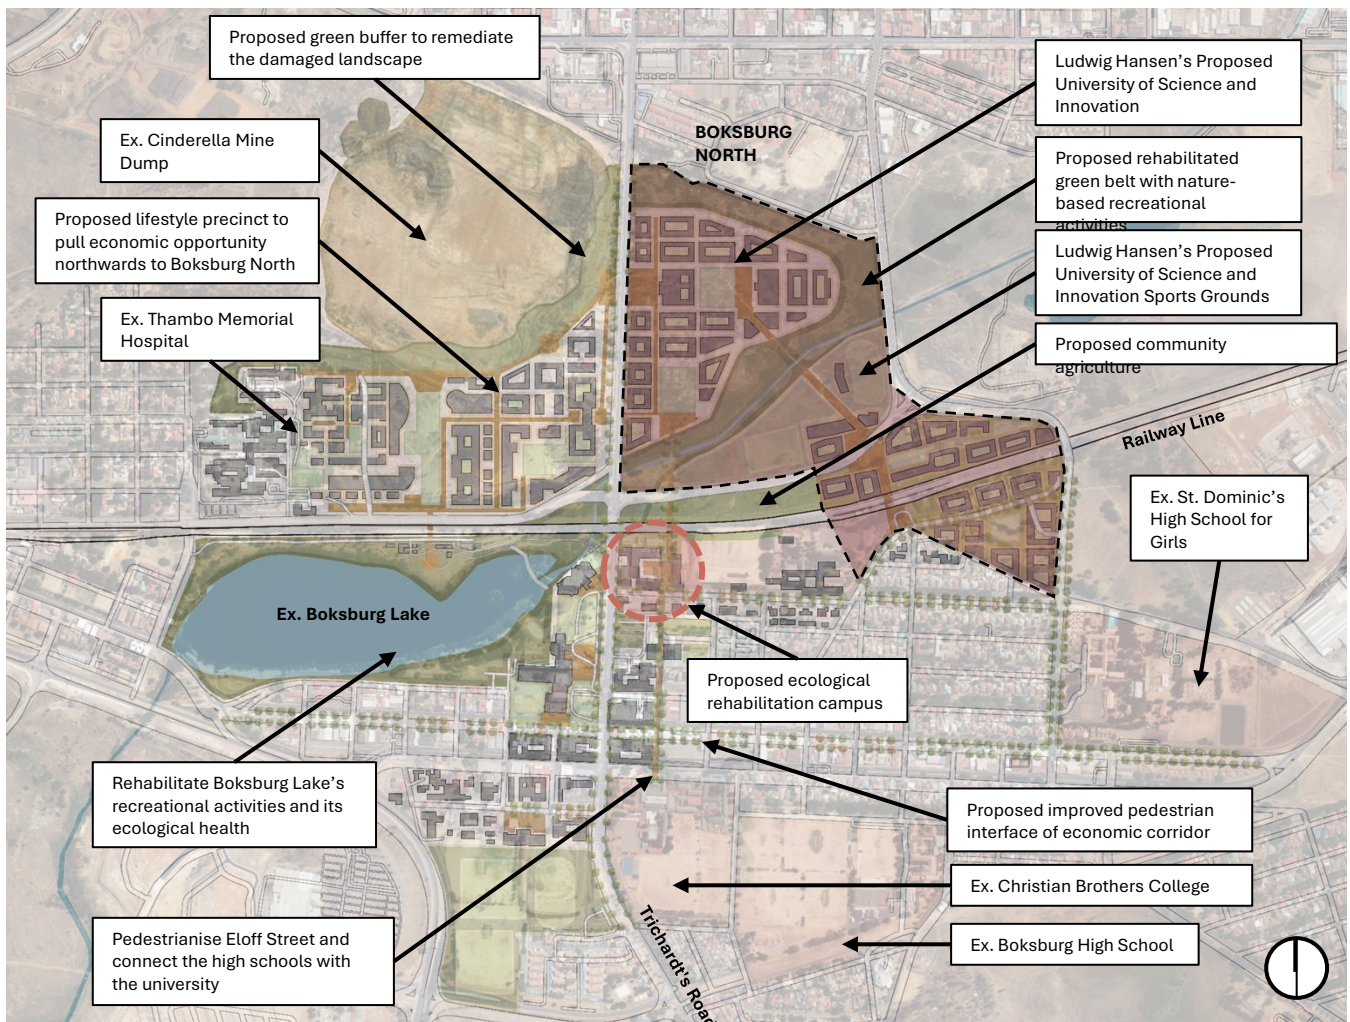 Proposed green buffer to remediate
the damaged landscape
Ludwig Hansen's Proposed
University of Science and
Innovation
BOKSBURG
NORTH
Ex. Cinderella Mine
Dump
Proposed rehabilitated
green belt with nature-
based recreational
activities
Proposed lifestyle precinct to
pull economic opportunity
northwards to Boksburg North
Ludwig Hansen's Proposed
University of Science and
Innovation Sports Grounds
Ex. Thambo Memorial
Hospital
Proposed community
agriculture
Railway Line
Ex. St. Dominic's
High School for
Girls
Ex. Boksburg Lake
Proposed ecological
rehabilitation campus
Rehabilitate Boksburg Lake's
recreational activities and its
ecological health
Proposed improved pedestrian
interface of economic corridor
Ex. Christian Brothers College
Pedestrianise Eloff Street and
connect the high schools with
the university
Ex. Boksburg High School
Trichardt's Road